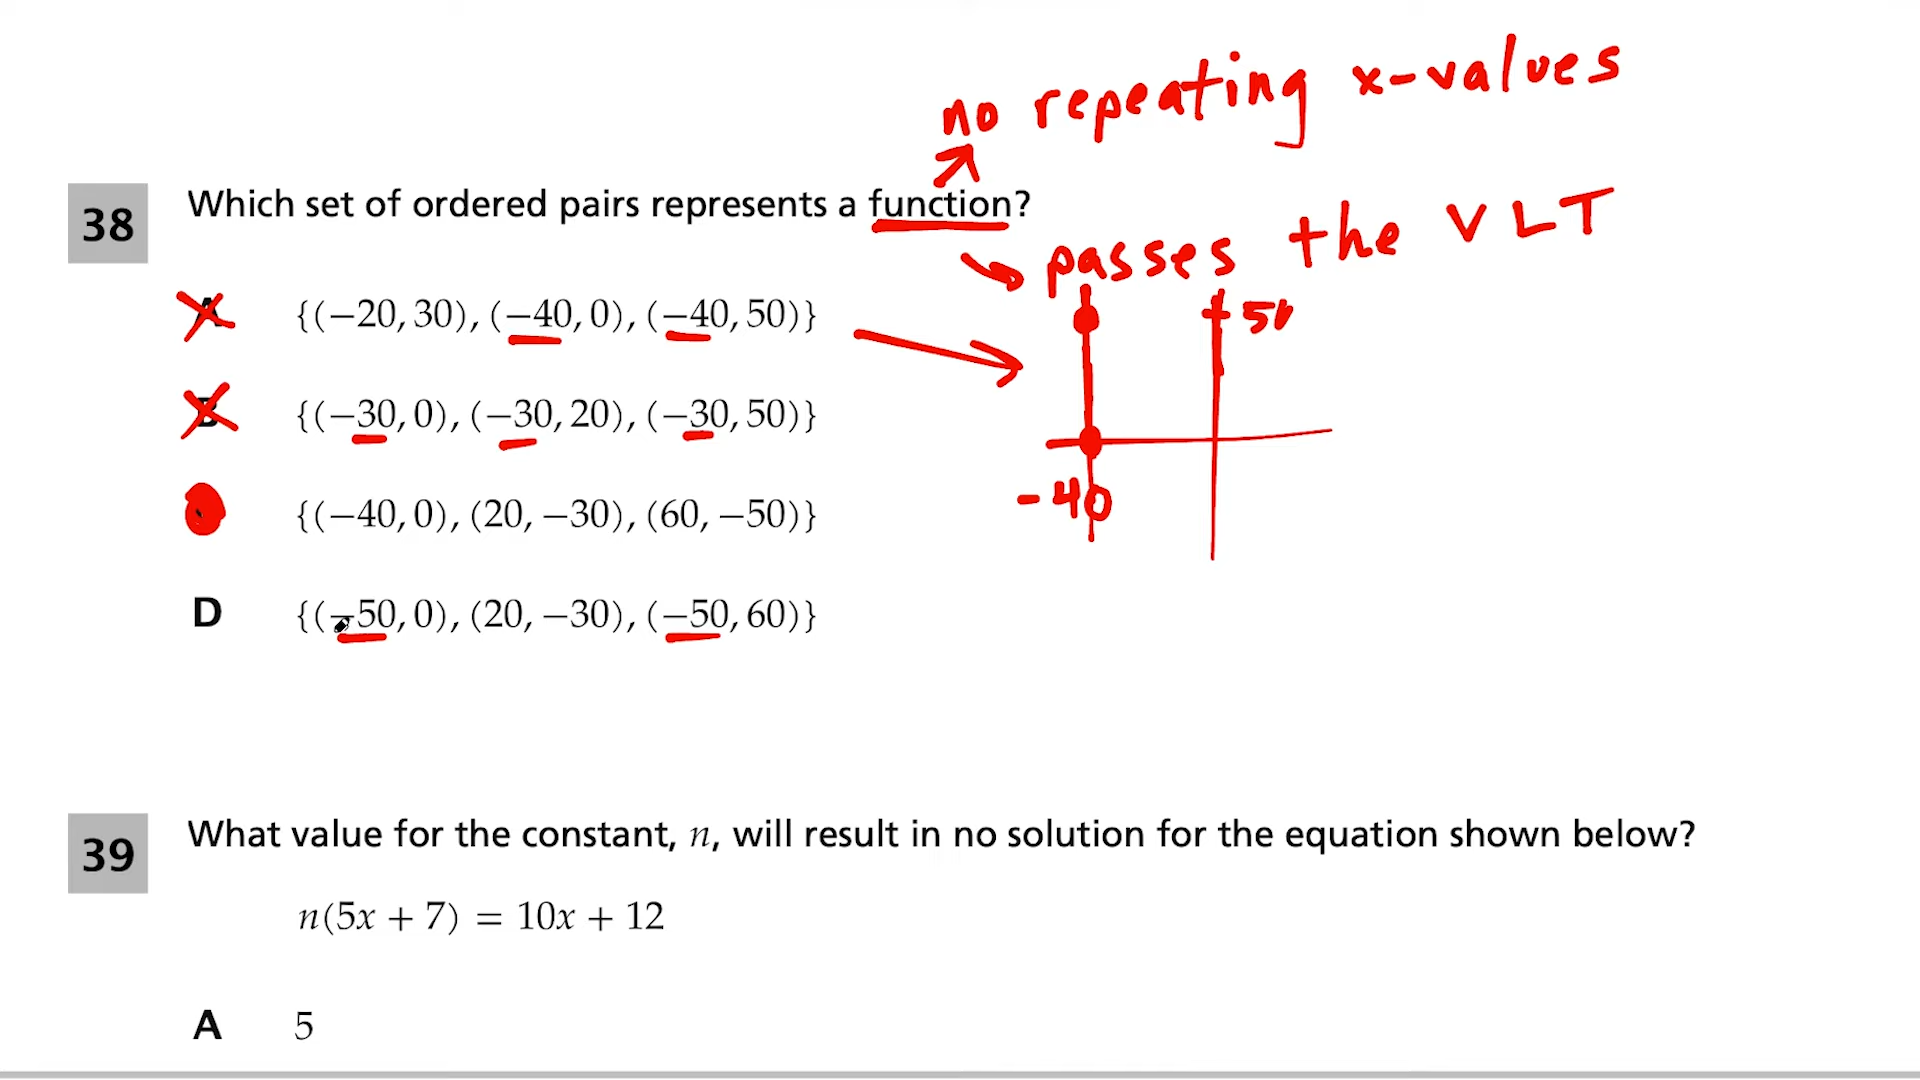 no repeating x-values
38 Which set of ordered pairs represents a function?
passes the VLT
A {(−20, 30), (−40, 0), (−40, 50)}
50
B {(−30, 0), (−30, 20), (−30, 50)}
{(−40, 0), (20, −30), (60, −50)}
-40
D {(−50, 0), (20, −30), (−50, 60)}
39 What value for the constant, n, will result in no solution for the equation shown below?
n(5x + 7) = 10x + 12
A 5